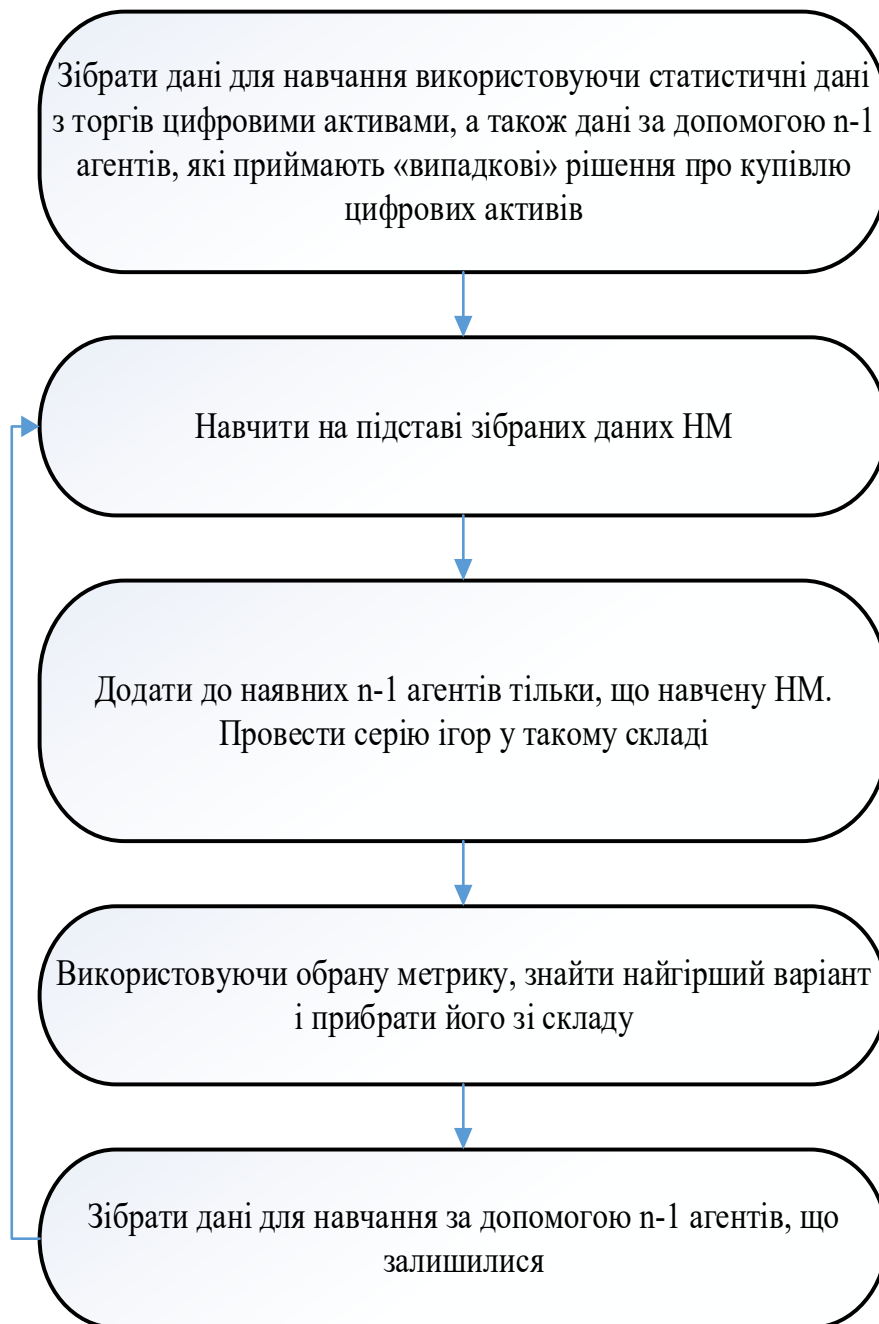 Зібрати дані для навчання використовуючи статистичні дані
з торгів цифровими активами, а також дані за допомогою n-1
агентів, які приймають «випадкові» рішення про купівлю
цифрових активів
Навчити на підставі зібраних даних НМ
Додати до наявних n-1 агентів тільки, що навчену НМ.
Провести серію ігор у такому складі
Використовуючи обрану метрику, знайти найгірший варіант
і прибрати його зі складу
Зібрати дані для навчання за допомогою n-1 агентів, що
залишилися